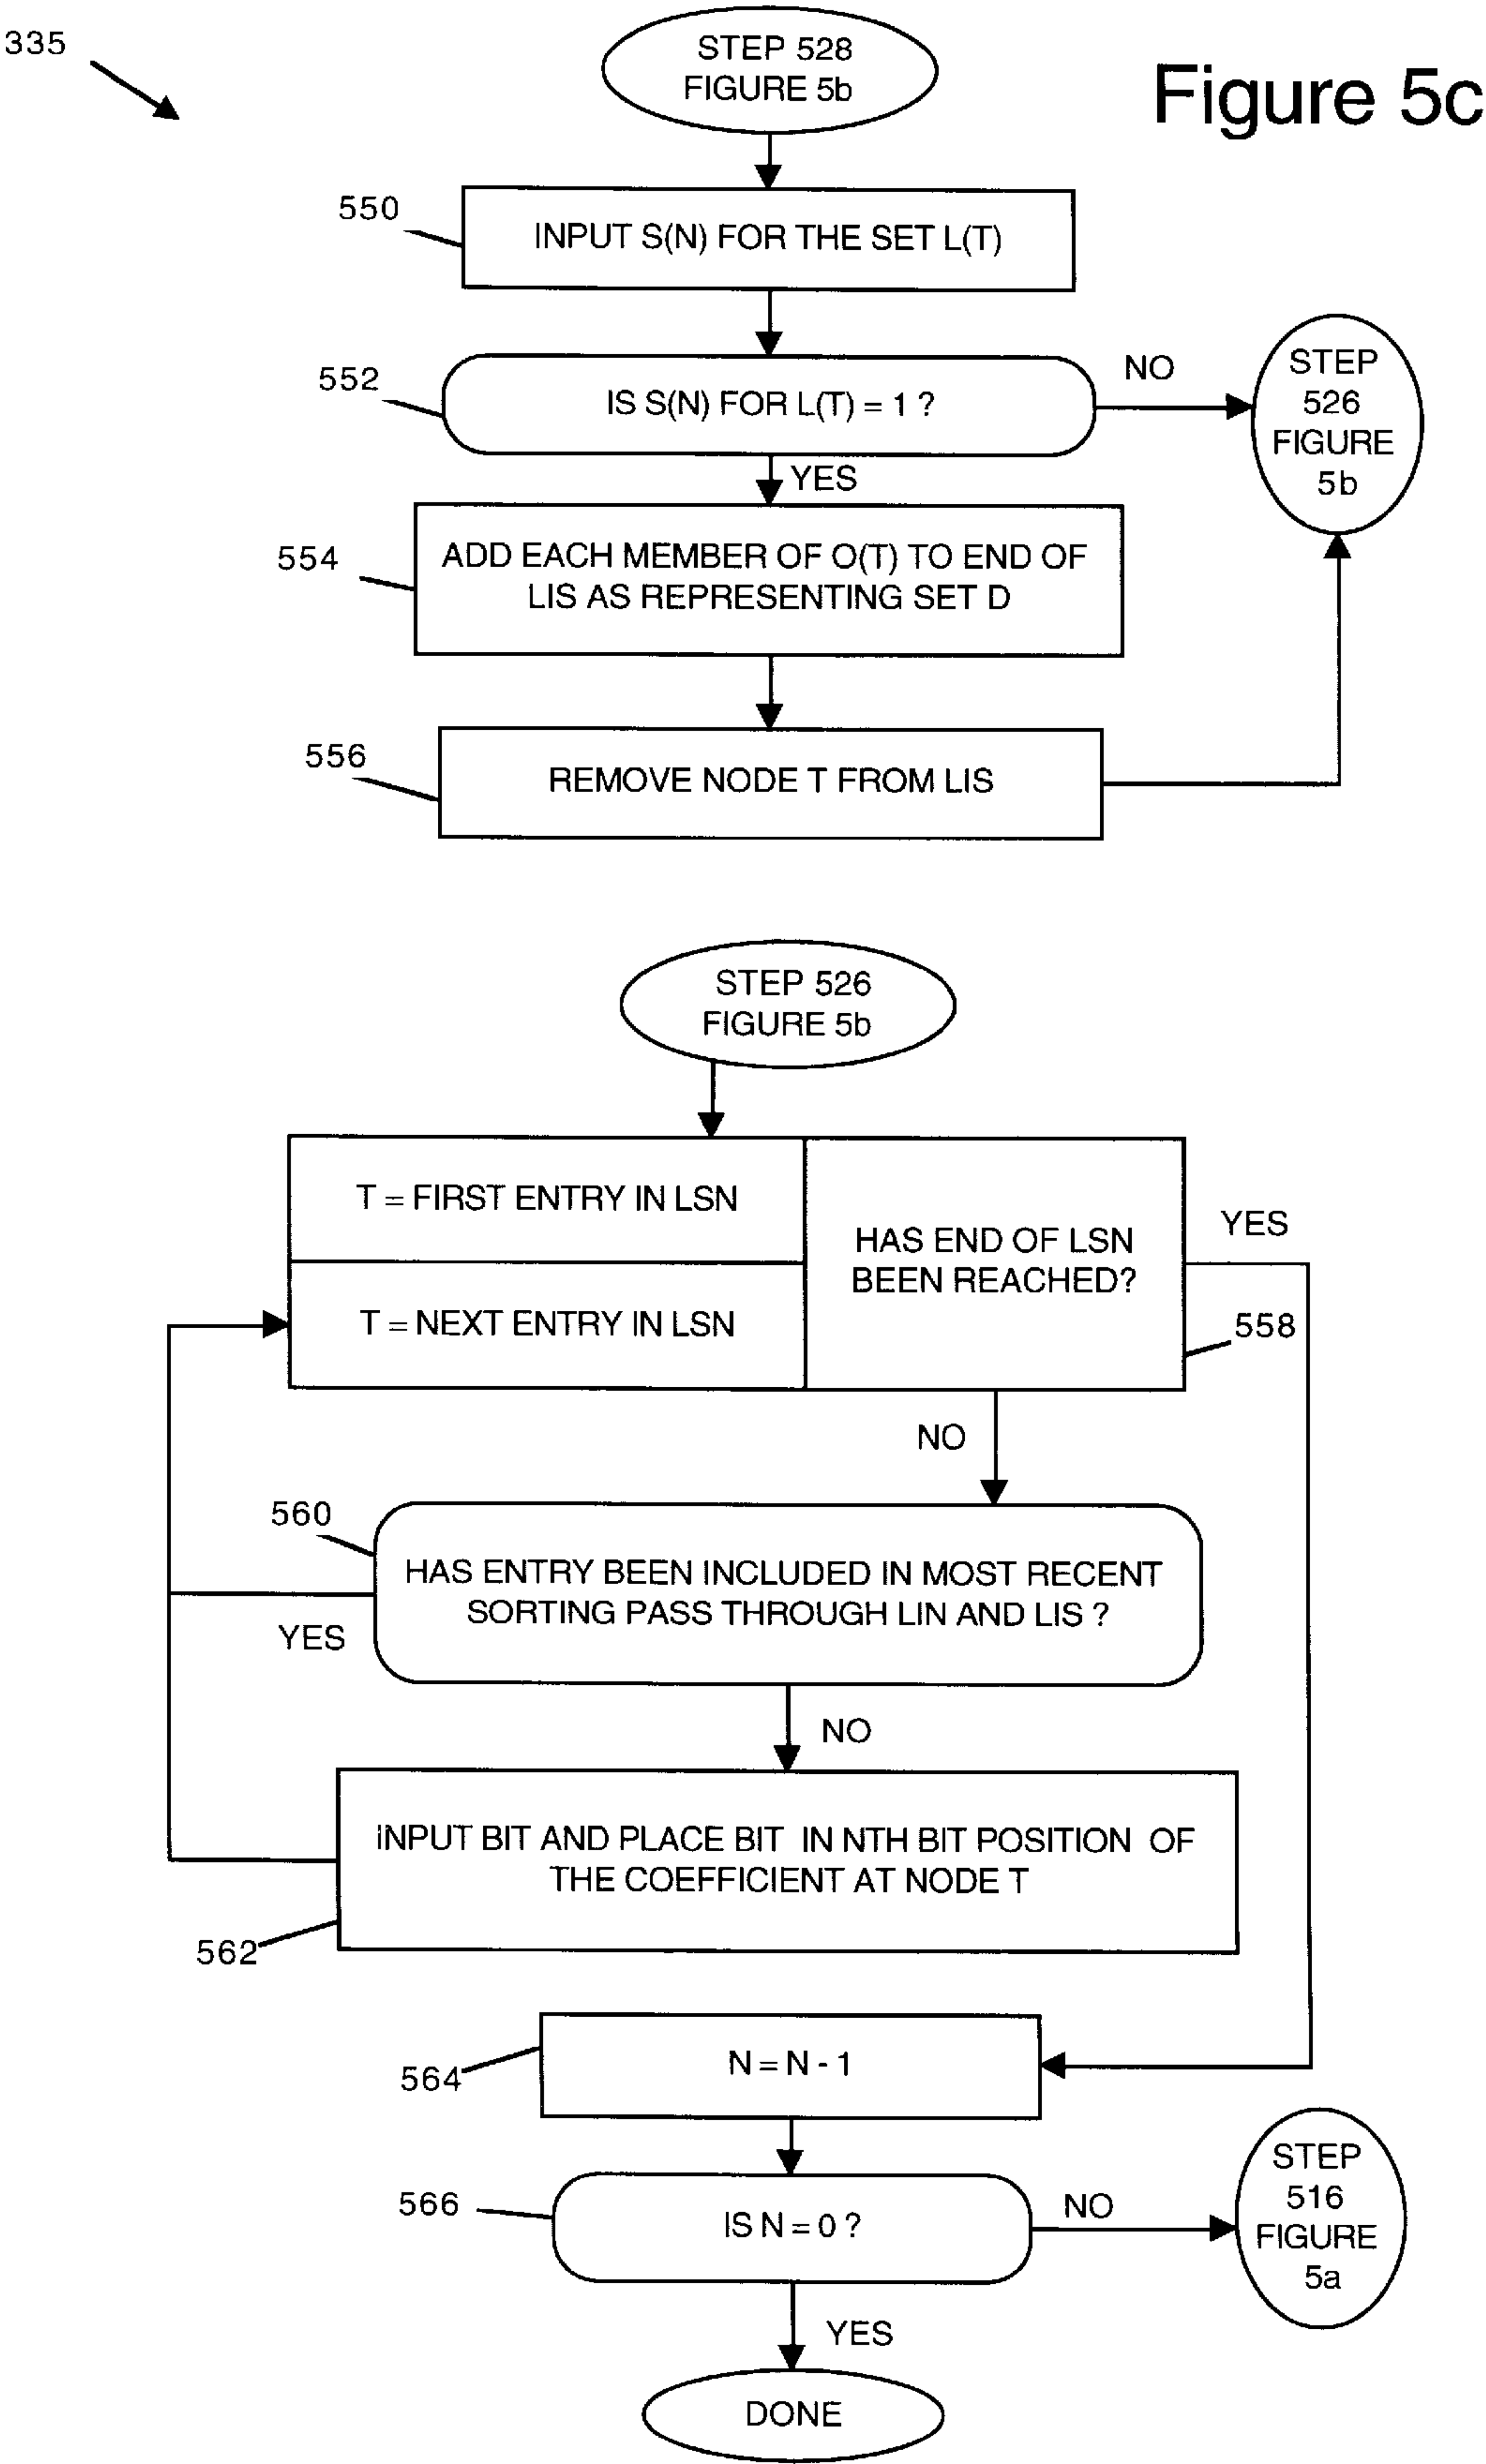 335
STEP 528
FIGURE 5b
Figure 5c
550
INPUT S(N) FOR THE SET L(T)
552
IS S(N) FOR L(T) = 1 ?
NO
STEP
526
FIGURE
5b
YES
554
ADD EACH MEMBER OF O(T) TO END OF
LIS AS REPRESENTING SET D
556
REMOVE NODE T FROM LIS
STEP 526
FIGURE 5b
T = FIRST ENTRY IN LSN
T = NEXT ENTRY IN LSN
HAS END OF LSN
BEEN REACHED?
YES
558
NO
560
HAS ENTRY BEEN INCLUDED IN MOST RECENT
SORTING PASS THROUGH LIN AND LIS ?
YES
NO
INPUT BIT AND PLACE BIT IN NTH BIT POSITION OF
THE COEFFICIENT AT NODE T
562
N = N - 1
564
566
IS N = 0 ?
NO
STEP
516
FIGURE
5a
YES
DONE